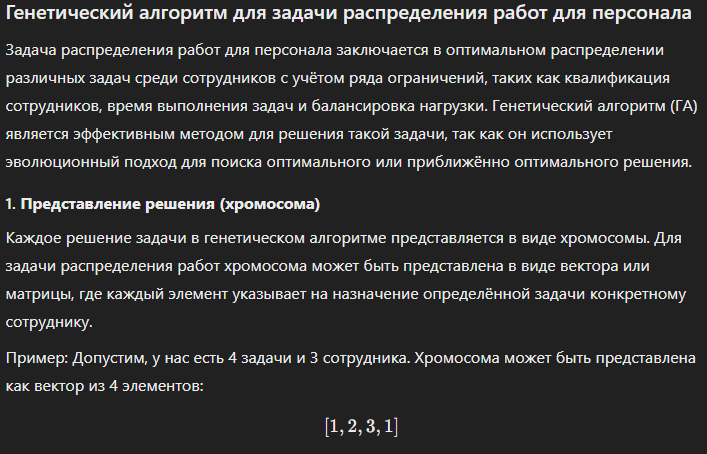 Генетический алгоритм для задачи распределения работ для персонала
Задача распределения работ для персонала заключается в оптимальном распределении
различных задач среди сотрудников с учётом ряда ограничений, таких как квалификация
сотрудников, время выполнения задач и балансировка нагрузки. Генетический алгоритм (ГА)
является эффективным методом для решения такой задачи, так как он использует
эволюционный подход для поиска оптимального или приближённо оптимального решения.
1. Представление решения (хромосома)
Каждое решение задачи в генетическом алгоритме представляется в виде хромосомы. Для
задачи распределения работ хромосома может быть представлена в виде вектора или
матрицы, где каждый элемент указывает на назначение определённой задачи конкретному
сотруднику.
Пример: Допустим, у нас есть 4 задачи и 3 сотрудника. Хромосома может быть представлена
как вектор из 4 элементов:
[1, 2, 3, 1]